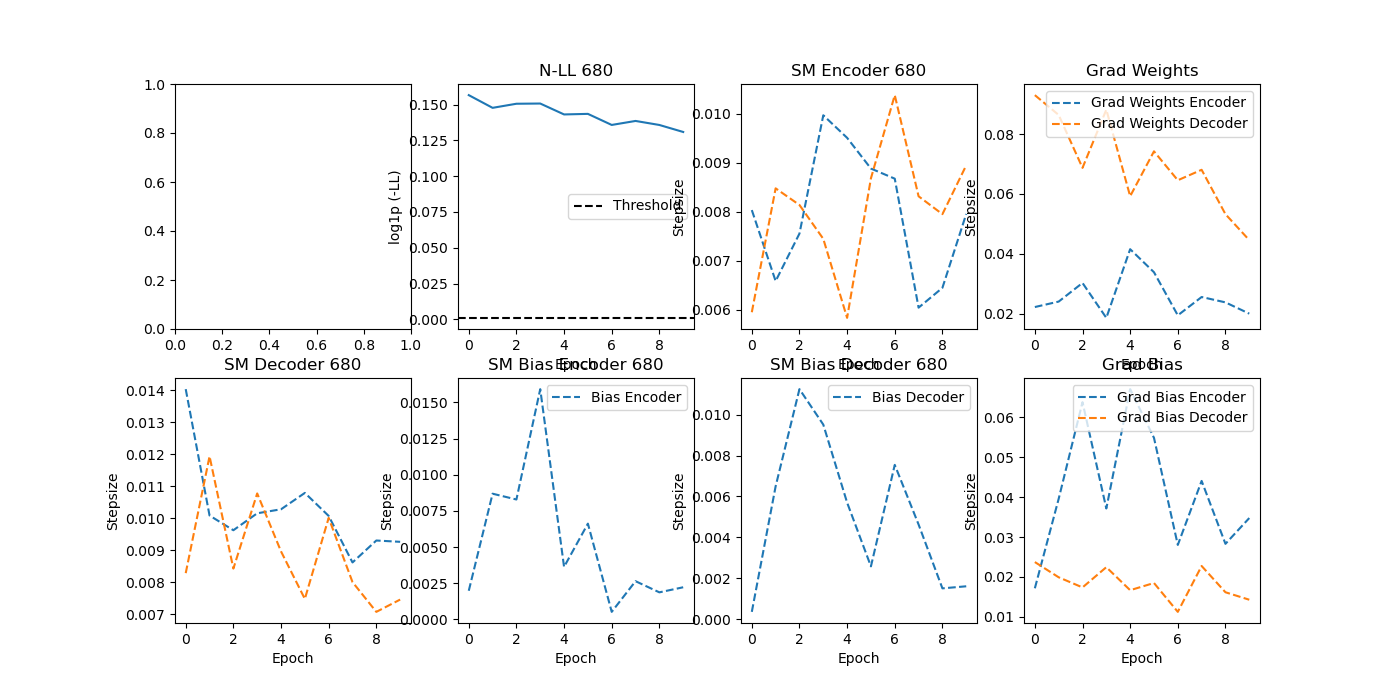 N-LL 680
SM Encoder 680
Grad Weights
1.0
0.8
0.6
0.4
0.2
0.0
0.0 0.2 0.4 0.6 0.8 1.0
log1p (-LL)
0.150
0.125
0.100
0.075
0.050
0.025
0.000
Threshold
0 2 4 6 8
Epoch
Stepsize
0.010
0.009
0.008
0.007
0.006
0 2 4 6 8
Epoch
Stepsize
0.08
0.06
0.04
0.02
Grad Weights Encoder
Grad Weights Decoder
0 2 4 6 8
Epoch
SM Decoder 680
SM Bias Encoder 680
SM Bias Decoder 680
Grad Bias
Stepsize
0.014
0.013
0.012
0.011
0.010
0.009
0.008
0.007
0 2 4 6 8
Epoch
Stepsize
0.0150
0.0125
0.0100
0.0075
0.0050
0.0025
0.0000
Bias Encoder
0 2 4 6 8
Epoch
Stepsize
0.010
0.008
0.006
0.004
0.002
0.000
Bias Decoder
0 2 4 6 8
Epoch
Stepsize
0.06
0.05
0.04
0.03
0.02
0.01
Grad Bias Encoder
Grad Bias Decoder
0 2 4 6 8
Epoch